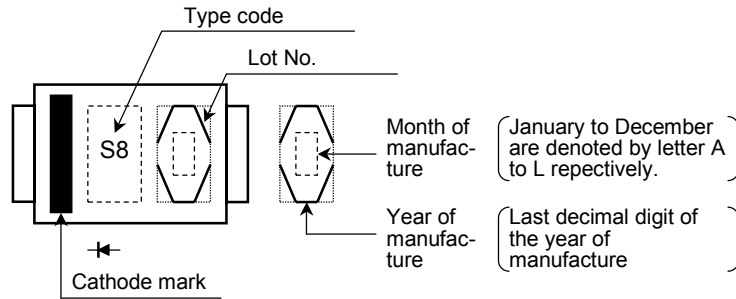 Type code
Lot No.
S8
Month of
manufac-
ture
January to December
are denoted by letter A
to L repectively.
Year of
manufac-
ture
Last decimal digit of
the year of
manufacture
Cathode mark